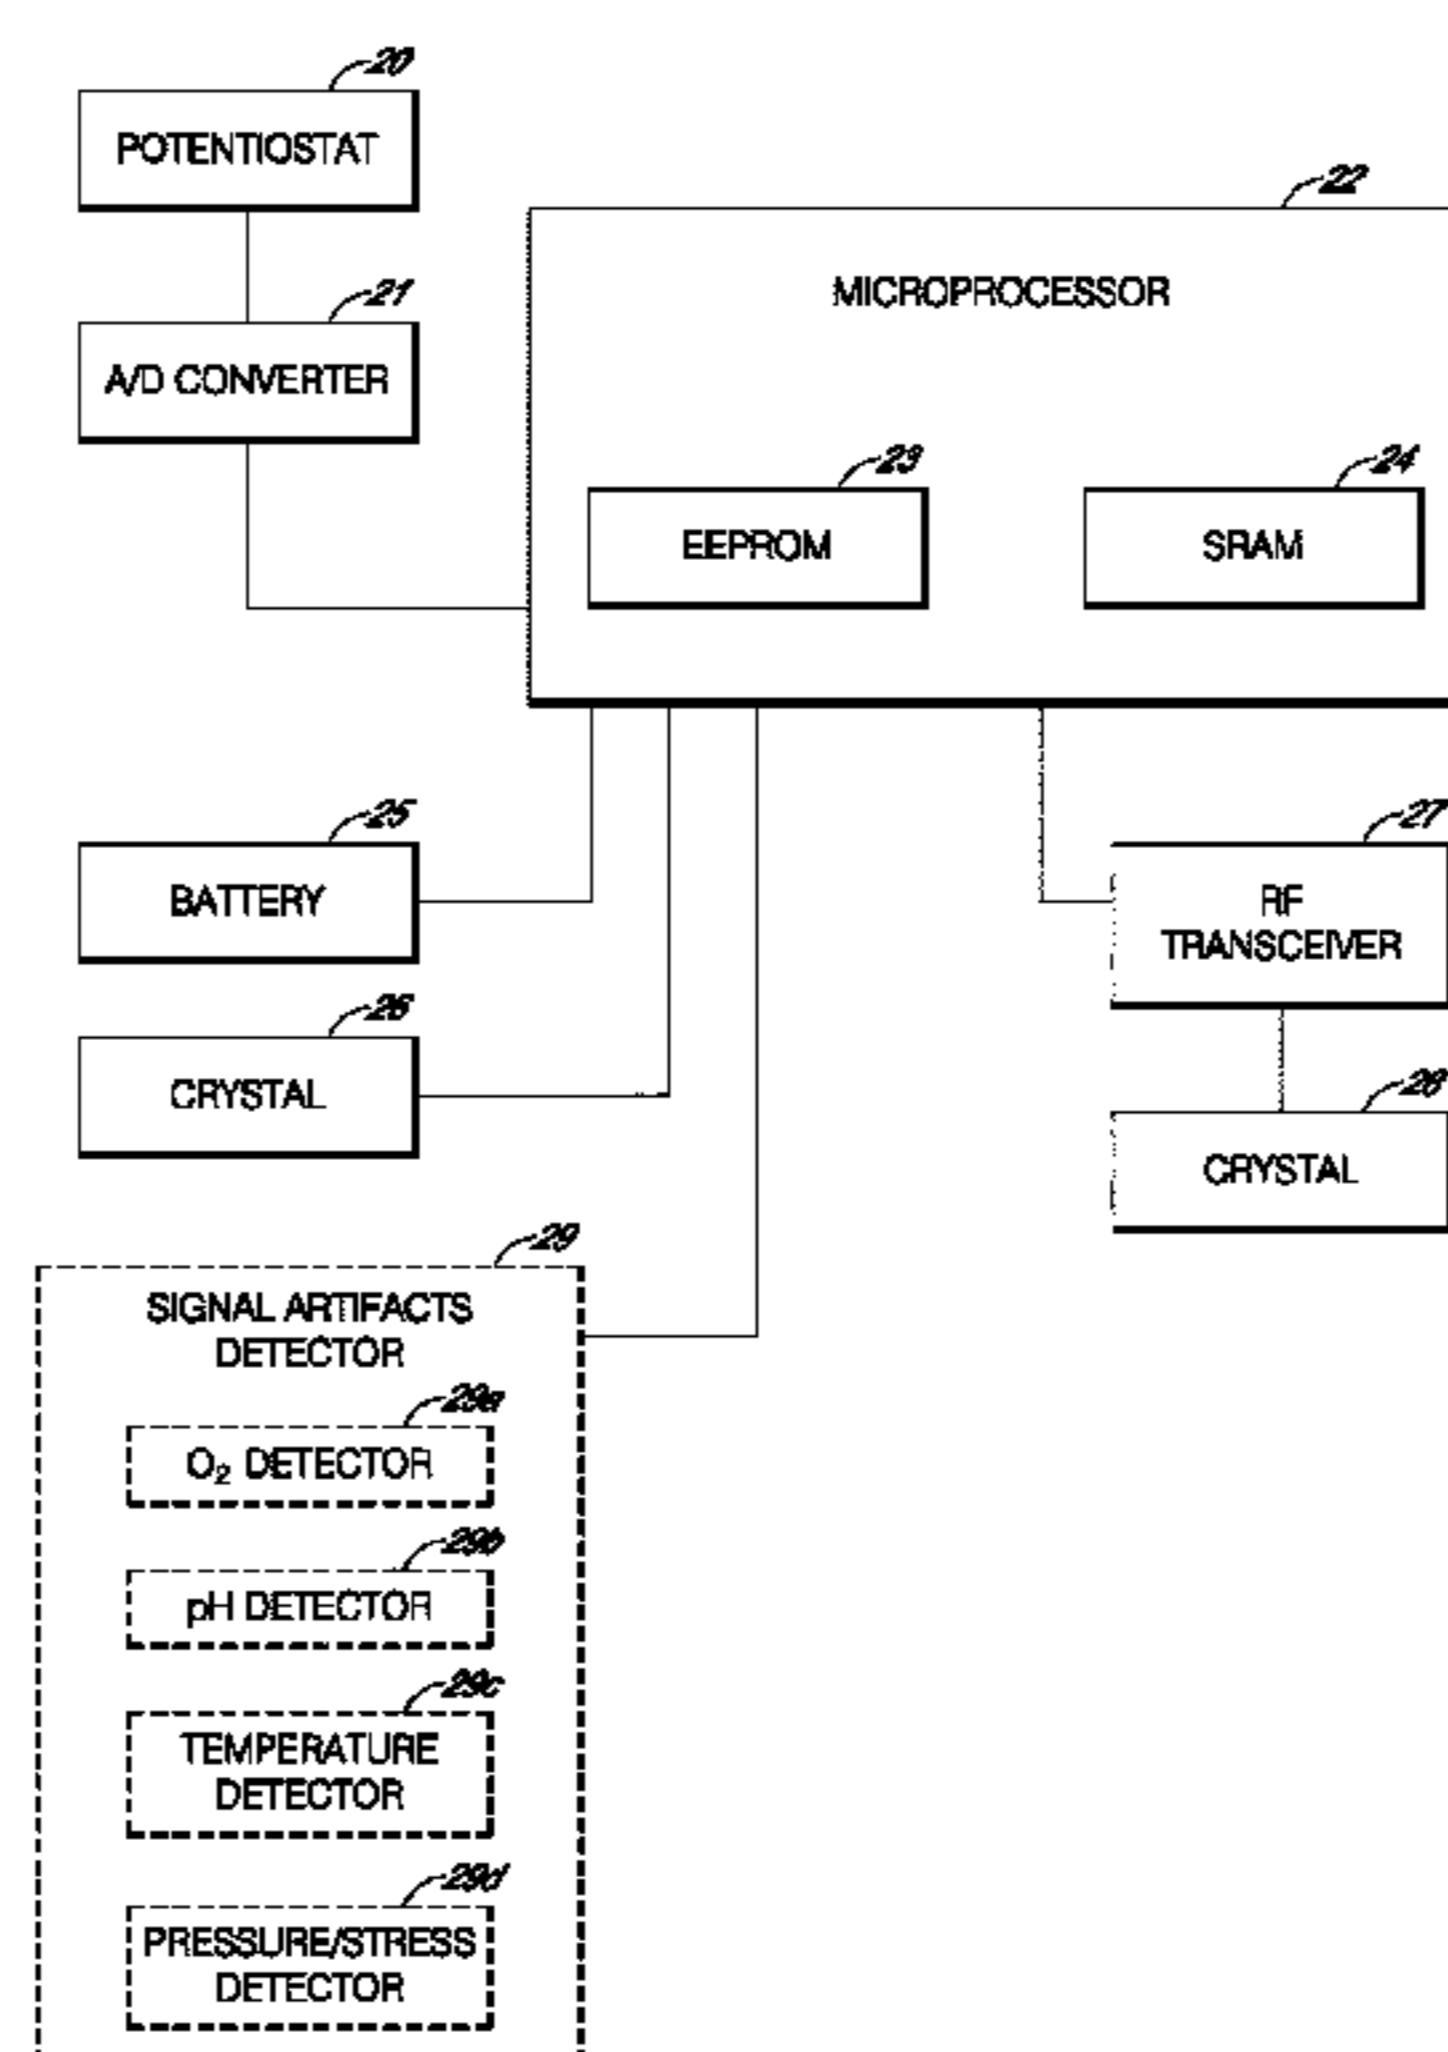 20
POTENTIOSTAT
22
MICROPROCESSOR
21
A/D CONVERTER
23
EEPROM
24
SRAM
25
BATTERY
27
RF
TRANSCEIVER
26
CRYSTAL
28
CRYSTAL
29
SIGNAL ARTIFACTS
DETECTOR
29a
O₂ DETECTOR
29b
pH DETECTOR
29c
TEMPERATURE
DETECTOR
29d
PRESSURE/STRESS
DETECTOR